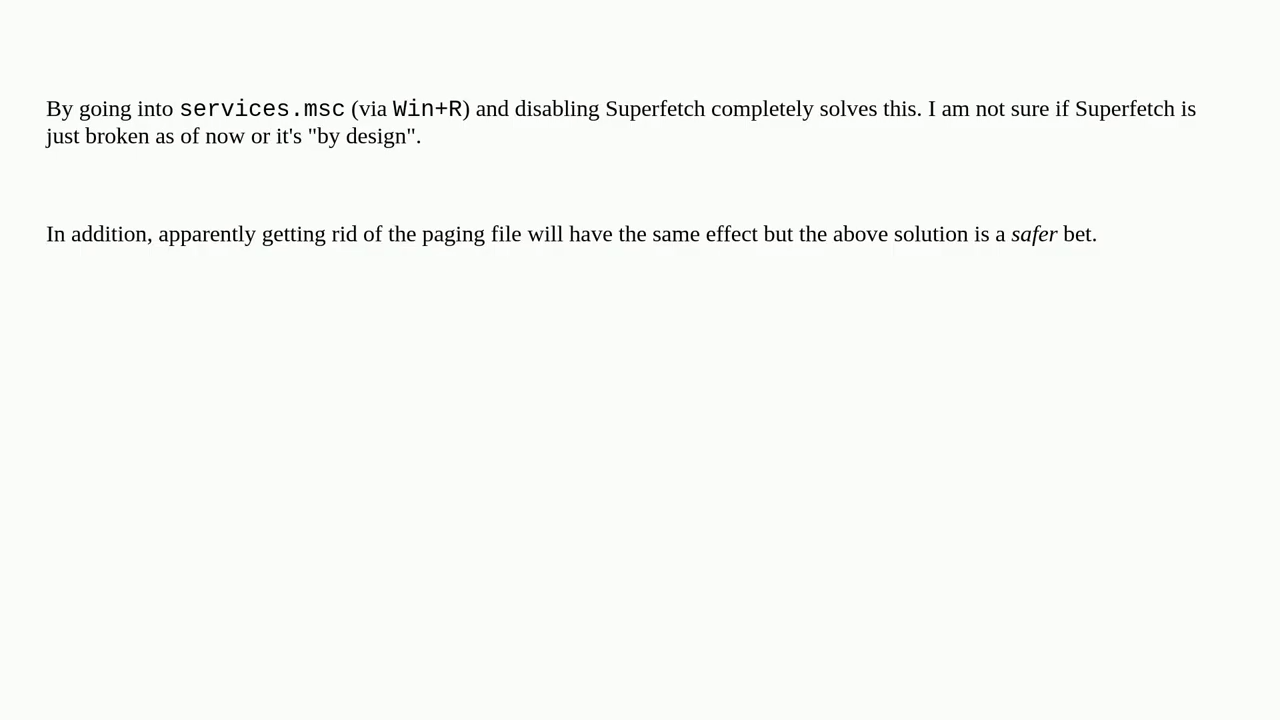 By going into services.msc (via Win+R) and disabling Superfetch completely solves this. I am not sure if Superfetch is
just broken as of now or it's "by design".
In addition, apparently getting rid of the paging file will have the same effect but the above solution is a safer bet.